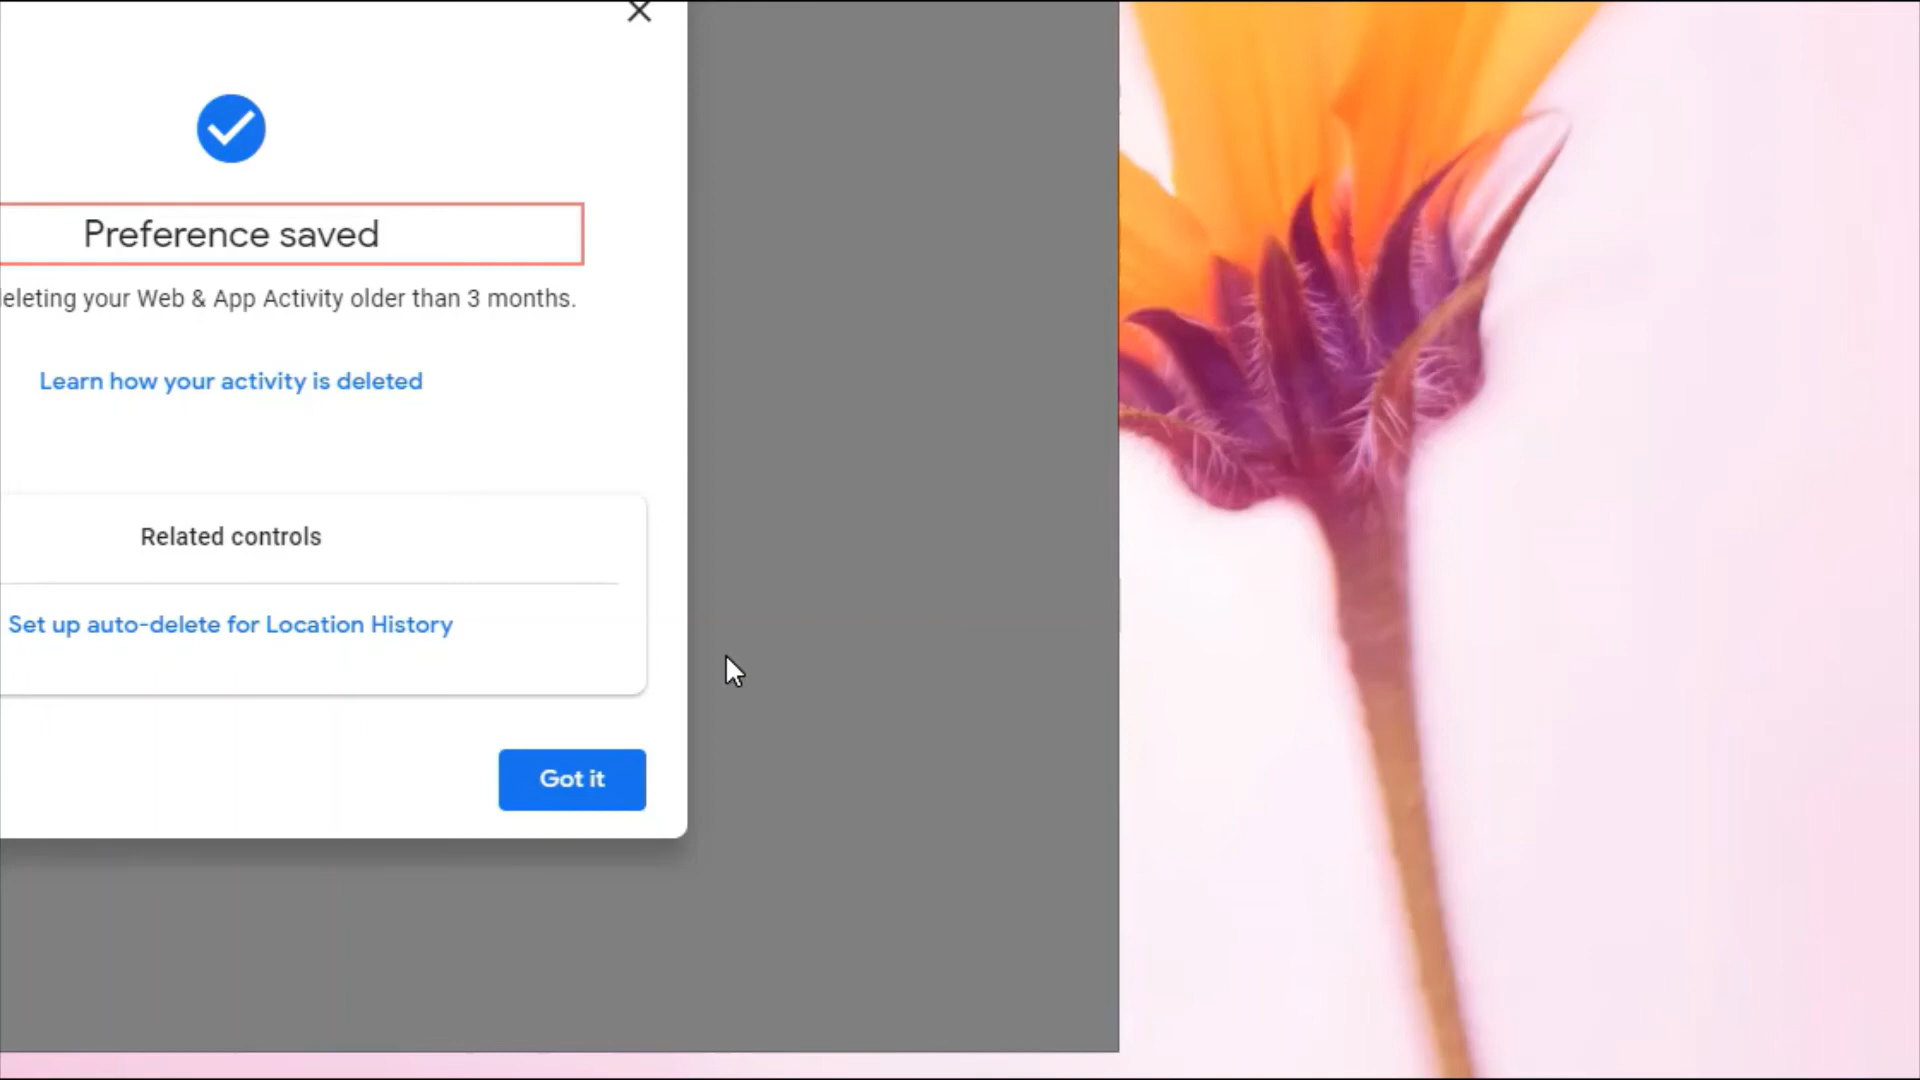 Preference saved
deleting your Web & App Activity older than 3 months.
Learn how your activity is deleted
Related controls
Set up auto-delete for Location History
Got it